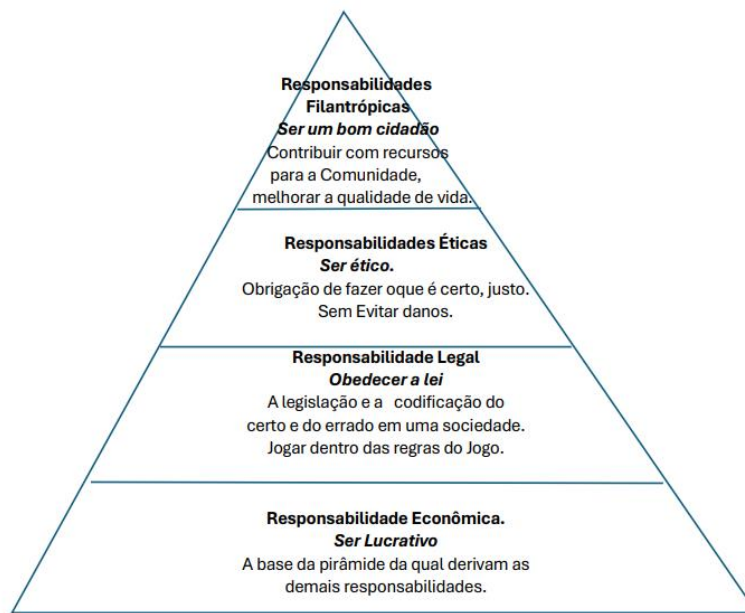 Responsabilidades
Filantrópicas
Ser um bom cidadão
Contribuir com recursos
para a Comunidade,
melhorar a qualidade de vida.
Responsabilidades Éticas
Ser ético.
Obrigação de fazer oque é certo, justo.
Sem Evitar danos.
Responsabilidade Legal
Obedecer a lei
A legislação e a codificação do
certo e do errado em uma sociedade.
Jogar dentro das regras do Jogo.
Responsabilidade Econômica.
Ser Lucrativo
A base da pirâmide da qual derivam as
demais responsabilidades.